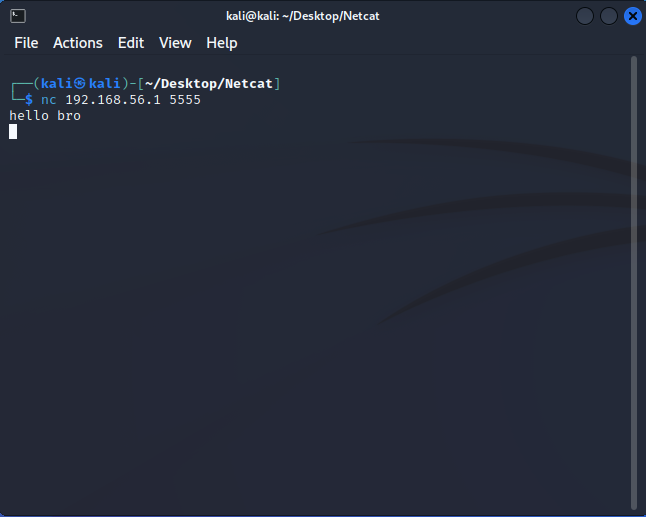 kali@kali: ~/Desktop/Netcat
File Actions Edit View Help
┌──(kali㉿kali)-[~/Desktop/Netcat]
└─$ nc 192.168.56.1 5555
hello bro